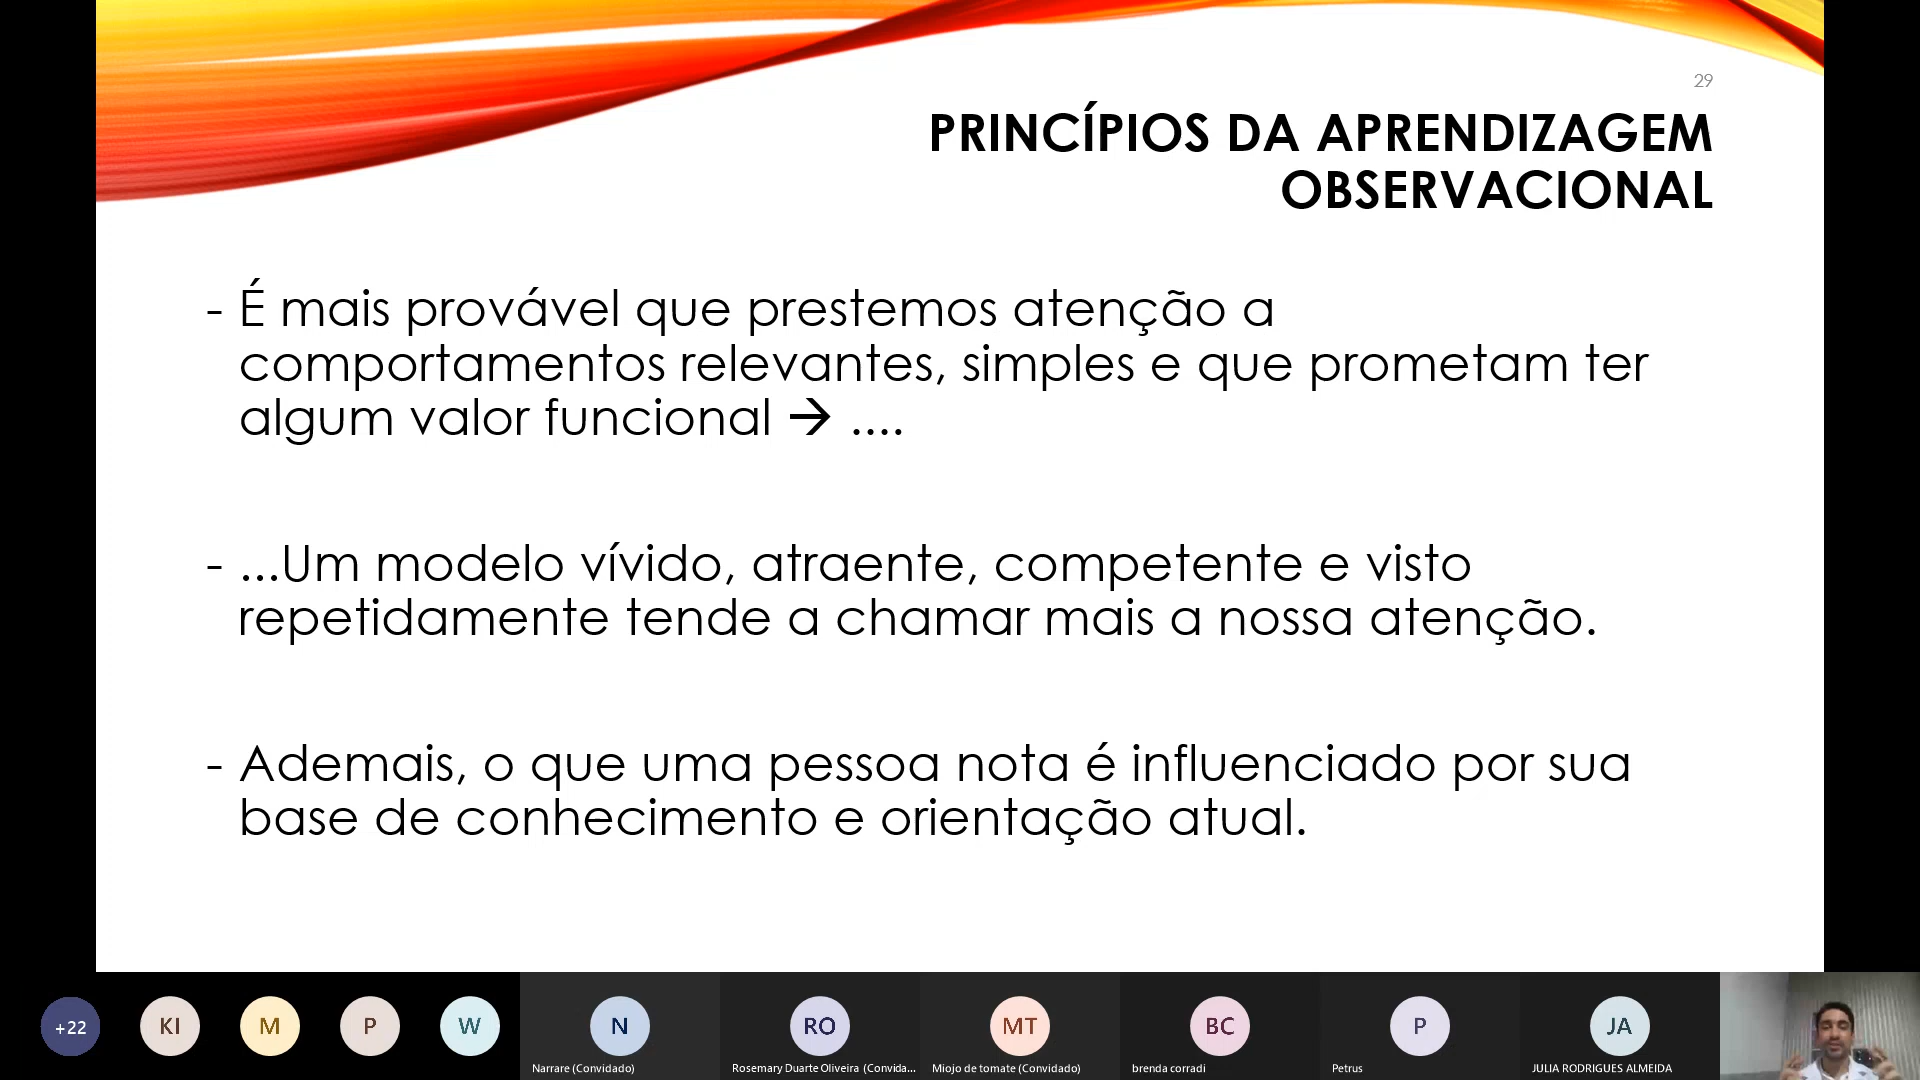 29
PRINCÍPIOS DA APRENDIZAGEM
OBSERVACIONAL
- É mais provável que prestemos atenção a
comportamentos relevantes, simples e que prometam ter
algum valor funcional → ....
- ...Um modelo vívido, atraente, competente e visto
repetidamente tende a chamar mais a nossa atenção.
- Ademais, o que uma pessoa nota é influenciado por sua
base de conhecimento e orientação atual.
+22
KI
M
P
W
N
RO
MT
BC
P
JA
Narrare (Convidado)
Rosemary Duarte Oliveira (Convida...
Miojo de tomate (Convidado)
brenda corradi
Petrus
JULIA RODRIGUES ALMEIDA